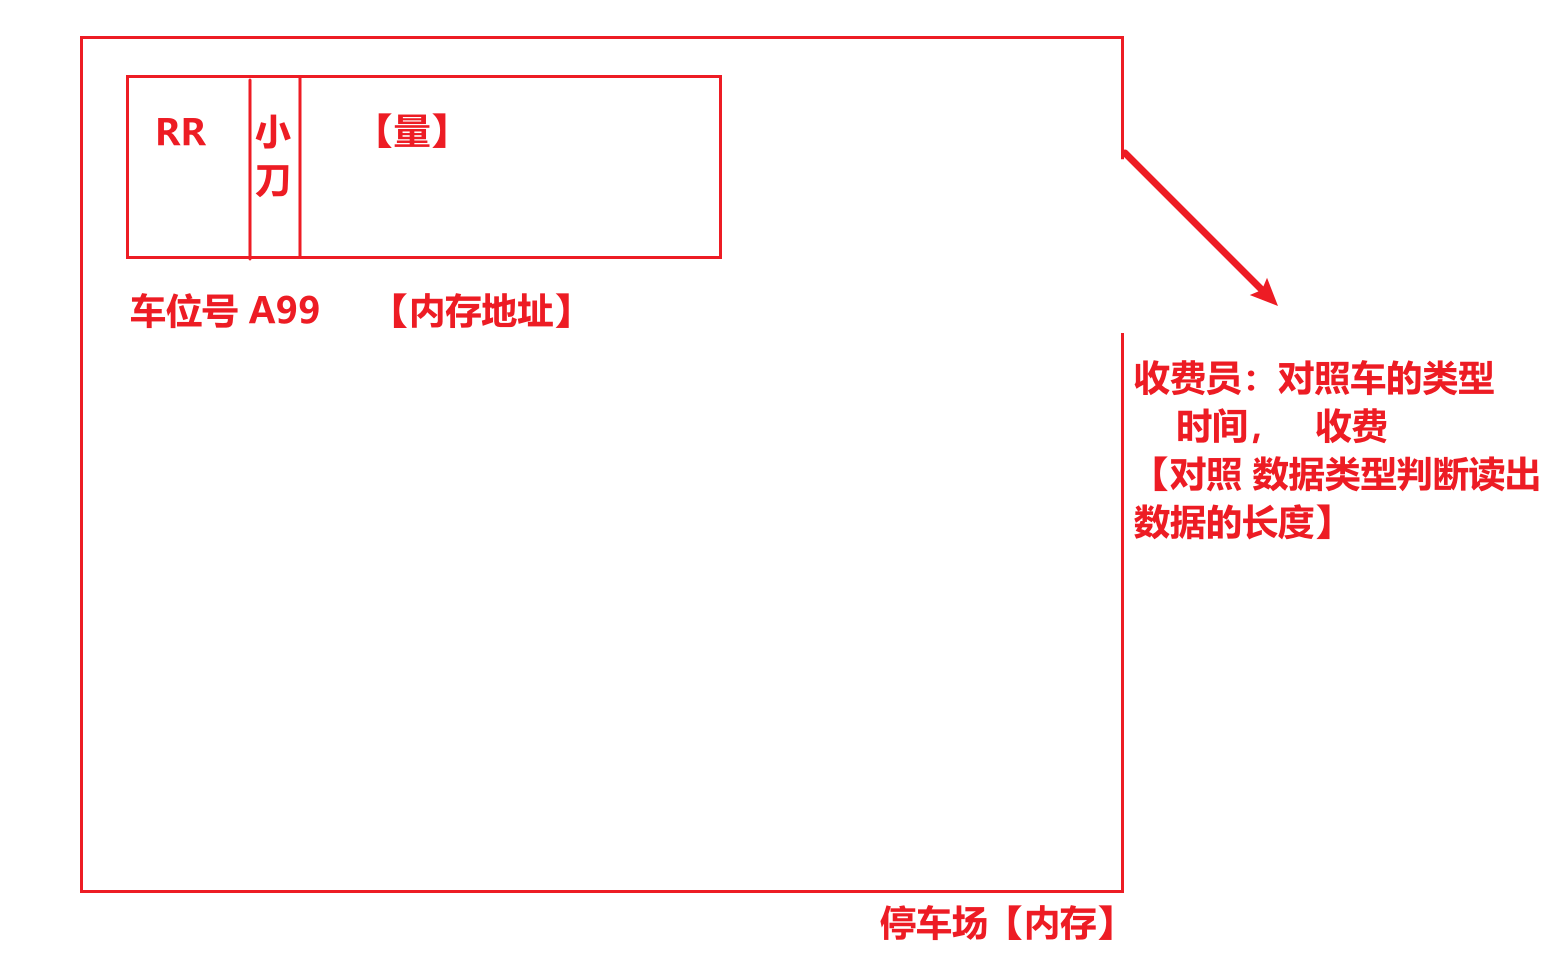 RR
小
刀
【量】
车位号 A99 【内存地址】
收费员：对照车的类型
时间， 收费
【对照 数据类型判断读出
数据的长度】
停车场【内存】